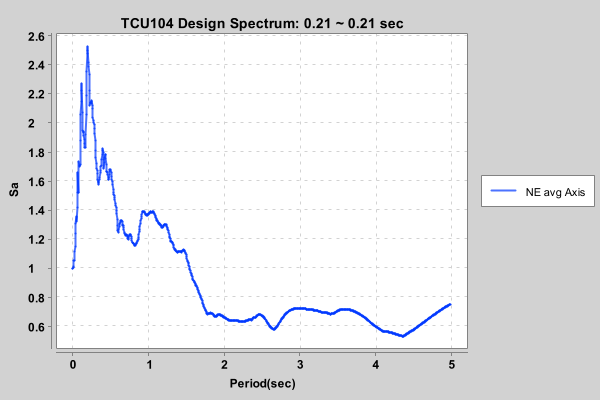 TCU104 Design Spectrum: 0.21 ~ 0.21 sec
2.6
2.4
2.2
2
1.8
1.6
1.4
1.2
1
0.8
0.6
Sa
NE avg Axis
0 1 2 3 4 5
Period(sec)